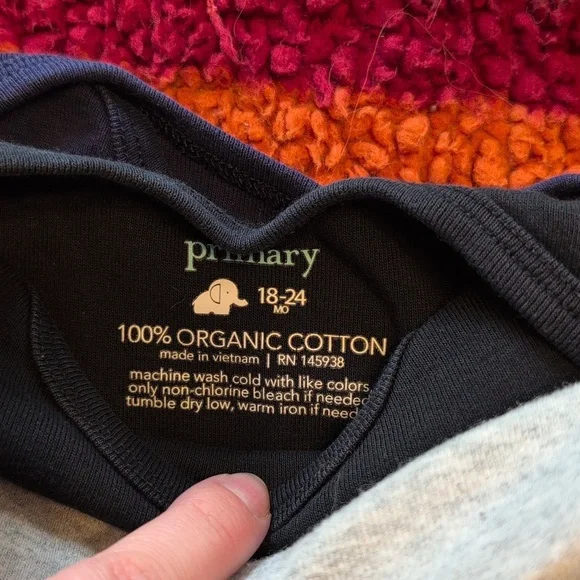 primary
18-24
MO
100% ORGANIC COTTON
made in vietnam | RN 145938
machine wash cold with like colors,
only non-chlorine bleach if needed
tumble dry low, warm iron if need